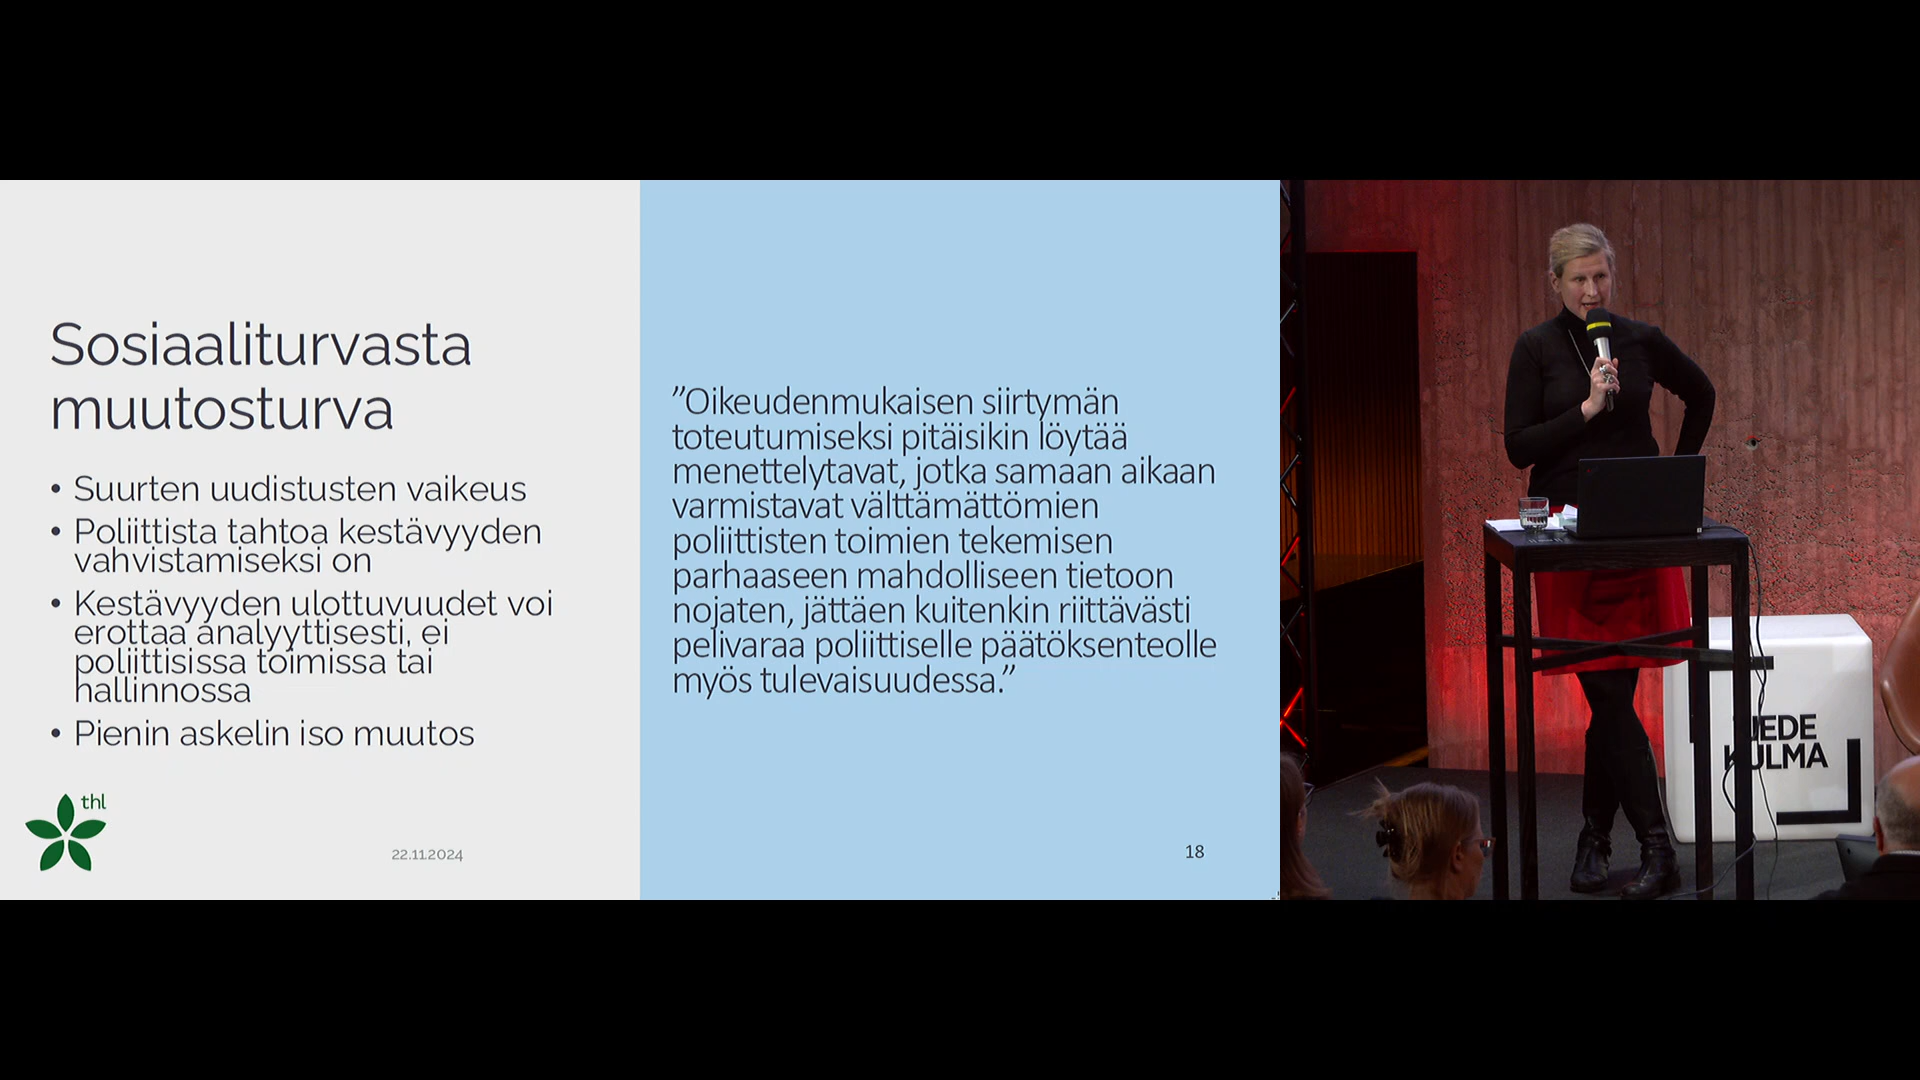 Sosiaaliturvasta
muutosturva
• Suurten uudistusten vaikeus
• Poliittista tahtoa kestävyyden
vahvistamiseksi on
• Kestävyyden ulottuvuudet voi
erottaa analyyttisesti, ei
poliittisissa toimissa tai
hallinnossa
• Pienin askelin iso muutos
thl
22.11.2024
”Oikeudenmukaisen siirtymän
toteutumiseksi pitäisikin löytää
menettelytavat, jotka samaan aikaan
varmistavat välttämättömien
poliittisten toimien tekemisen
parhaaseen mahdolliseen tietoon
nojaten, jättäen kuitenkin riittävästi
pelivaraa poliittiselle päätöksenteolle
myös tulevaisuudessa.”
18
KULMA